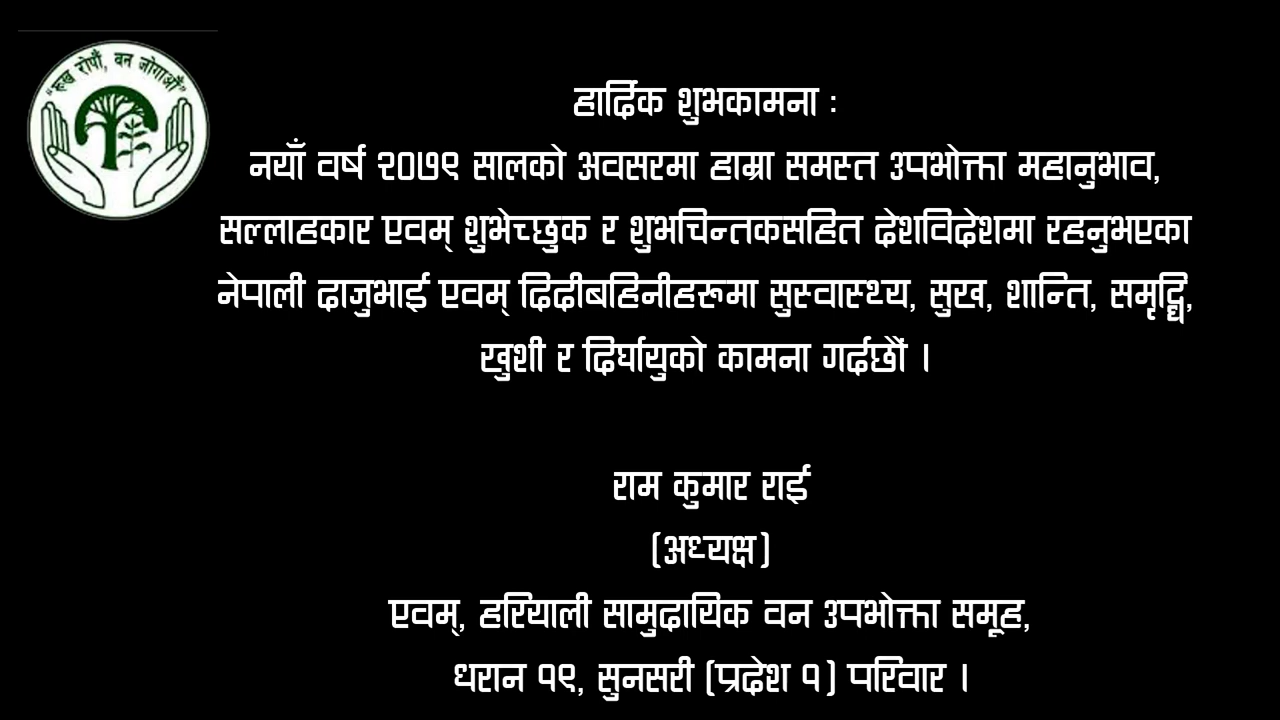 "रूख रोपौं, वन जोगाऔं"
हार्दिक शुभकामना :
नयाँ वर्ष २०७९ सालको अवसरमा हाम्रा समस्त उपभोक्ता महानुभाव,
सल्लाहकार एवम् शुभेच्छुक र शुभचिन्तकसहित देशविदेशमा रहनुभएका
नेपाली दाजुभाई एवम् दिदीबहिनीहरूमा सुस्वास्थ्य, सुख, शान्ति, समृद्धि,
खुशी र दिर्घायुको कामना गर्दछौं ।
राम कुमार राई
(अध्यक्ष)
एवम्, हरियाली सामुदायिक वन उपभोक्ता समूह,
धरान १९, सुनसरी (प्रदेश १) परिवार ।